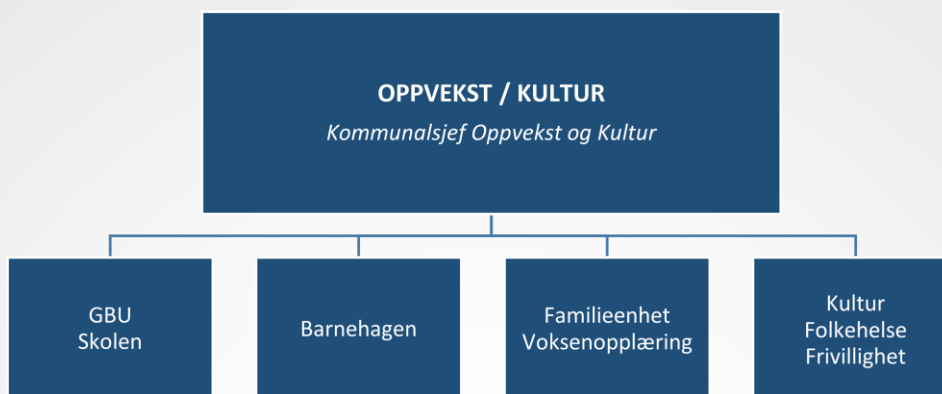 OPPVEKST / KULTUR
Kommunalsjef Oppvekst og Kultur
GBU
Skolen
Barnehagen
Familieenhet
Voksenopplæring
Kultur
Folkehelse
Frivillighet